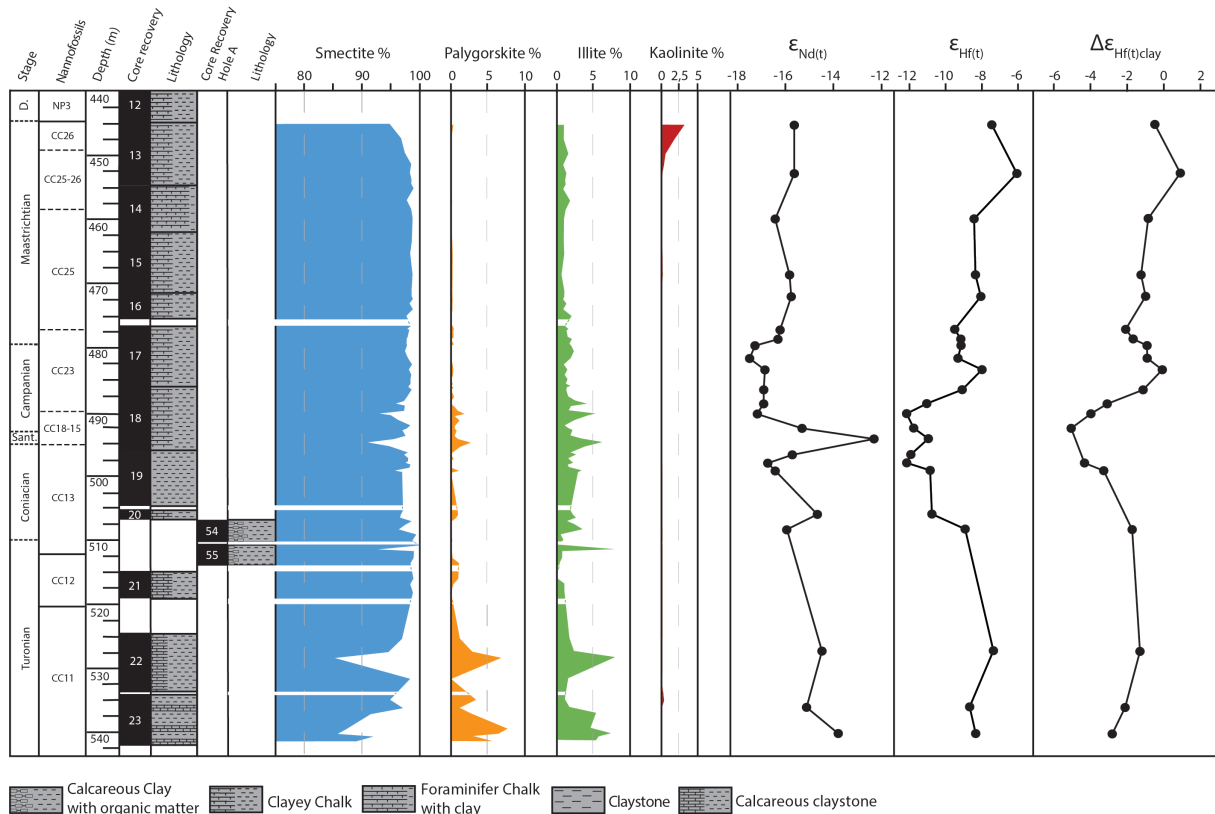 Stage
Nannofossils
Depth (m)
Core recovery
Lithology
Core Recovery
Hole A
Lithology
Smectite %
Palygorskite %
Illite %
Kaolinite %
εNd(t)
εHf(t)
ΔεHf(t)clay
80 90 100
0 5 10
0 5 10
0 2,5 5
-18 -16 -14 -12
-12 -10 -8 -6
-4 -2 0 2
D.
Maastrichtian
Campanian
Sant.
Coniacian
Turonian
NP3
CC26
CC25-26
CC25
CC23
CC18-15
CC13
CC12
CC11
440
450
460
470
480
490
500
510
520
530
540
12
13
14
15
16
17
18
19
20
21
22
23
54
55
Calcareous Clay
with organic matter
Clayey Chalk
Foraminifer Chalk
with clay
Claystone
Calcareous claystone